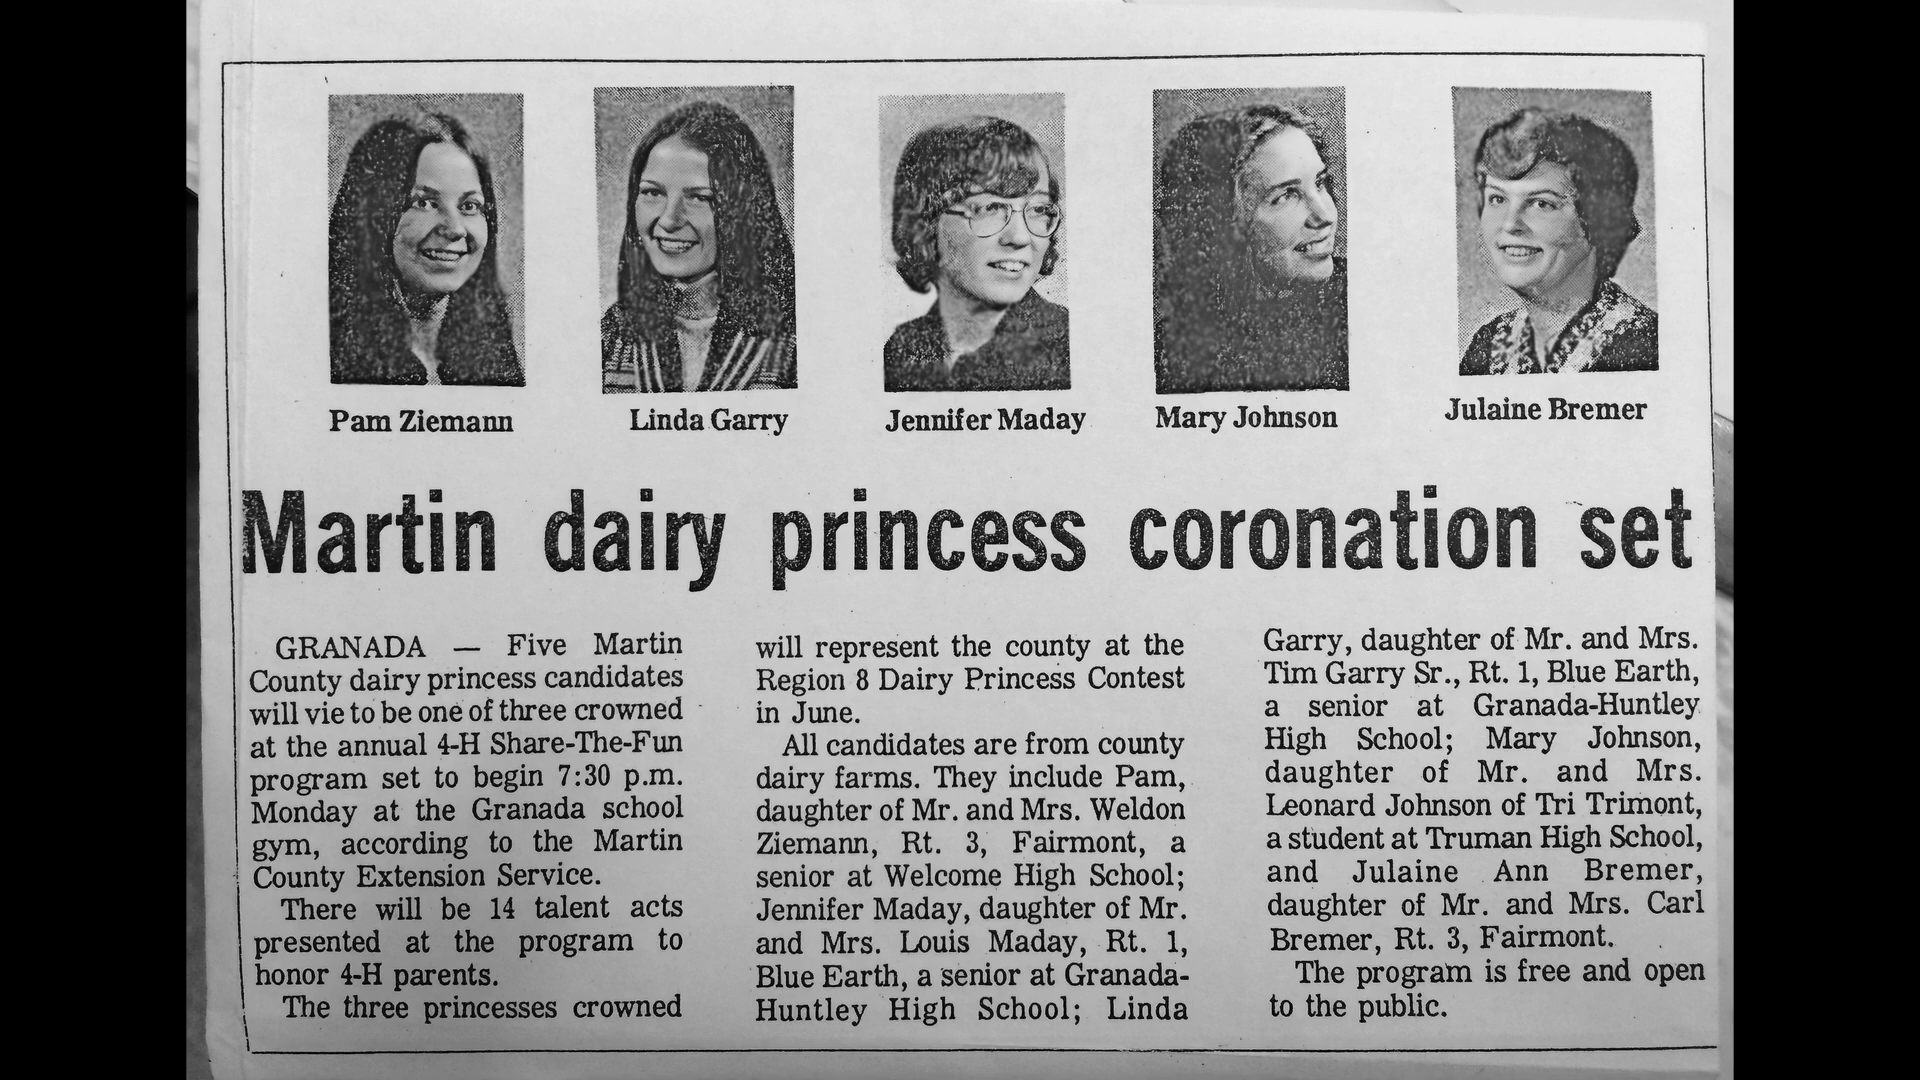 Pam Ziemann
Linda Garry
Jennifer Maday
Mary Johnson
Julaine Bremer
Martin dairy princess coronation set
GRANADA — Five Martin
County dairy princess candidates
will vie to be one of three crowned
at the annual 4-H Share-The-Fun
program set to begin 7:30 p.m.
Monday at the Granada school
gym, according to the Martin
County Extension Service.
There will be 14 talent acts
presented at the program to
honor 4-H parents.
The three princesses crowned
will represent the county at the
Region 8 Dairy Princess Contest
in June.
All candidates are from county
dairy farms. They include Pam,
daughter of Mr. and Mrs. Weldon
Ziemann, Rt. 3, Fairmont, a
senior at Welcome High School;
Jennifer Maday, daughter of Mr.
and Mrs. Louis Maday, Rt. 1,
Blue Earth, a senior at Granada-
Huntley High School; Linda
Garry, daughter of Mr. and Mrs.
Tim Garry Sr., Rt. 1, Blue Earth,
a senior at Granada-Huntley
High School; Mary Johnson,
daughter of Mr. and Mrs.
Leonard Johnson of Tri Trimont,
a student at Truman High School,
and Julaine Ann Bremer,
daughter of Mr. and Mrs. Carl
Bremer, Rt. 3, Fairmont.
The program is free and open
to the public.